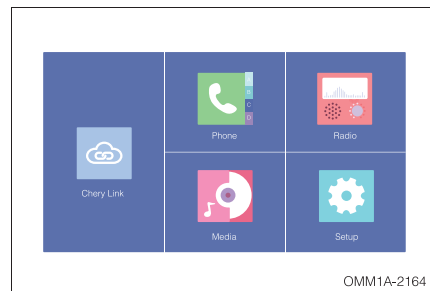 Phone
A
B
C
D
Radio
Chery Link
Media
Setup
OMM1A-2164